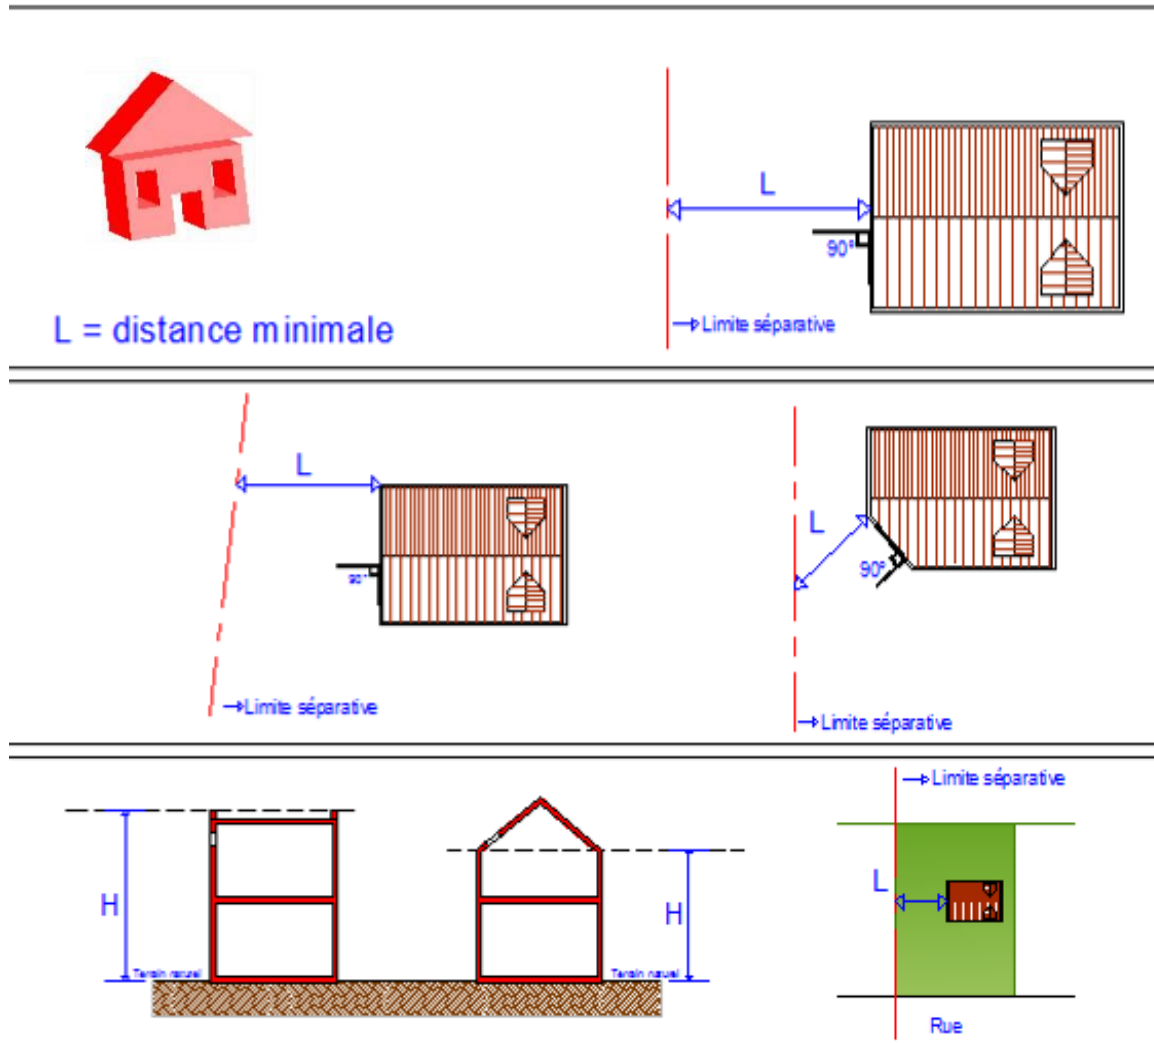 L
90°
L = distance minimale
Limite séparative
L
90°
Limite séparative
L
90°
Limite séparative
H
Terrain naturel
H
Terrain naturel
Limite séparative
L
Rue